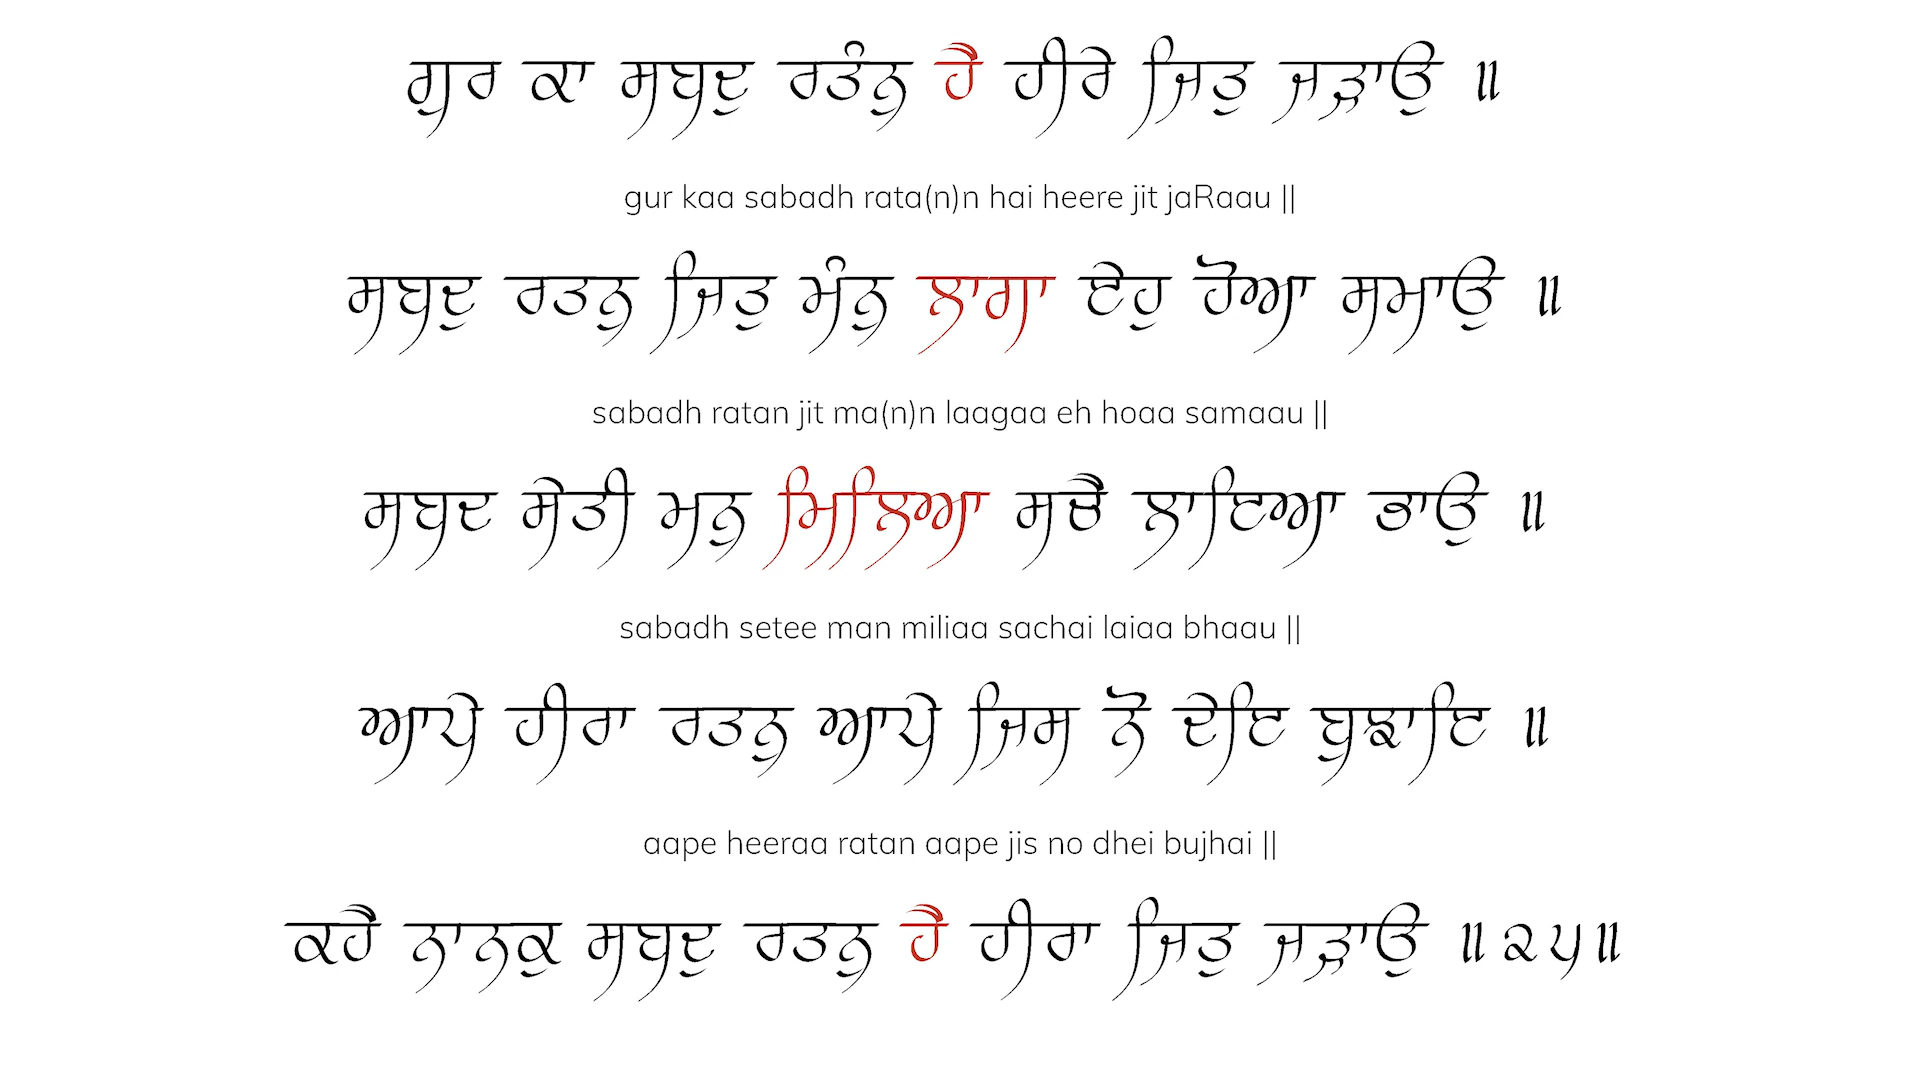 ਗੁਰ ਕਾ ਸਬਦੁ ਰਤੰਨੁ ਹੈ ਹੀਰੇ ਜਿਤੁ ਜੜਾਉ ॥
gur kaa sabadh rata(n)n hai heere jit jaRaau ||
ਸਬਦੁ ਰਤਨੁ ਜਿਤੁ ਮੰਨੁ ਲਾਗਾ ਏਹੁ ਹੋਆ ਸਮਾਉ ॥
sabadh ratan jit ma(n)n laagaa eh hoaa samaau ||
ਸਬਦ ਸੇਤੀ ਮਨੁ ਮਿਲਿਆ ਸਚੈ ਲਾਇਆ ਭਾਉ ॥
sabadh setee man miliaa sachai laiaa bhaau ||
ਆਪੇ ਹੀਰਾ ਰਤਨੁ ਆਪੇ ਜਿਸ ਨੋ ਦੇਇ ਬੁਝਾਇ ॥
aape heeraa ratan aape jis no dhei bujhai ||
ਕਹੈ ਨਾਨਕੁ ਸਬਦੁ ਰਤਨੁ ਹੈ ਹੀਰਾ ਜਿਤੁ ਜੜਾਉ ॥੨੫॥